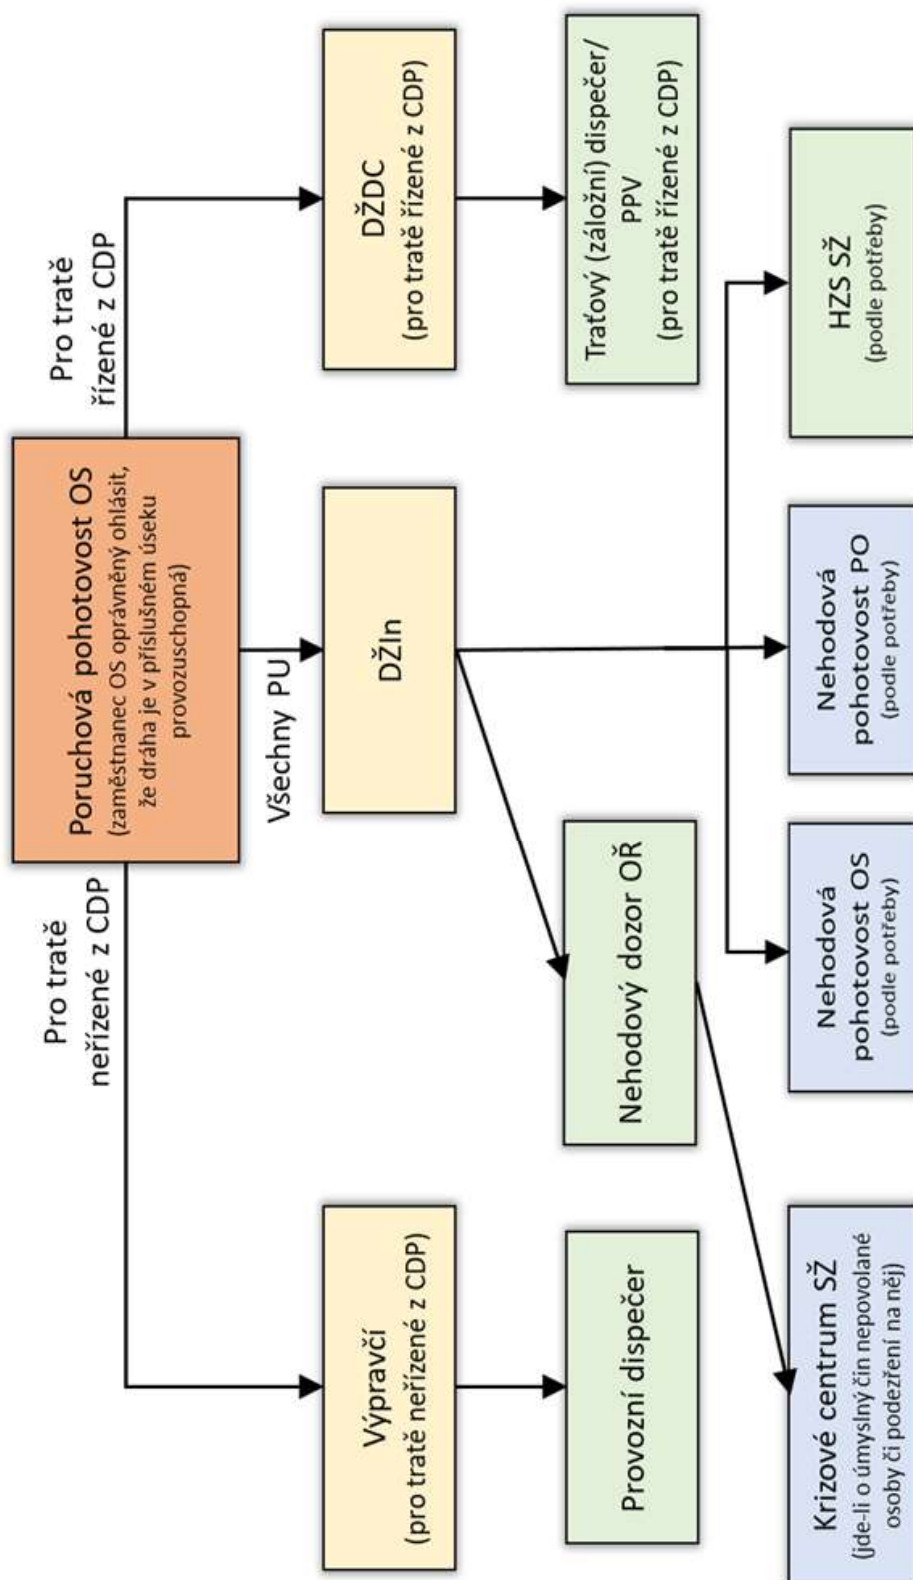 Poruchová pohotovost OS
(zaměstnanec OS oprávněný ohlásit,
že dráha je v příslušném úseku
provozuschopná)
Pro tratě
neřízené z CDP
Všechny PU
Pro tratě
řízené z CDP
Výpravčí
(pro tratě neřízené z CDP)
DŽIn
DŽDC
(pro tratě řízené z CDP)
Provozní dispečer
Nehodový dozor OŘ
Traťový (záložní) dispečer/
PPV
(pro tratě řízené z CDP)
Krizové centrum SŽ
(jde-li o úmyslný čin nepovolané
osoby či podezření na něj)
Nehodová
pohotovost OS
(podle potřeby)
Nehodová
pohotovost PO
(podle potřeby)
HZS SŽ
(podle potřeby)